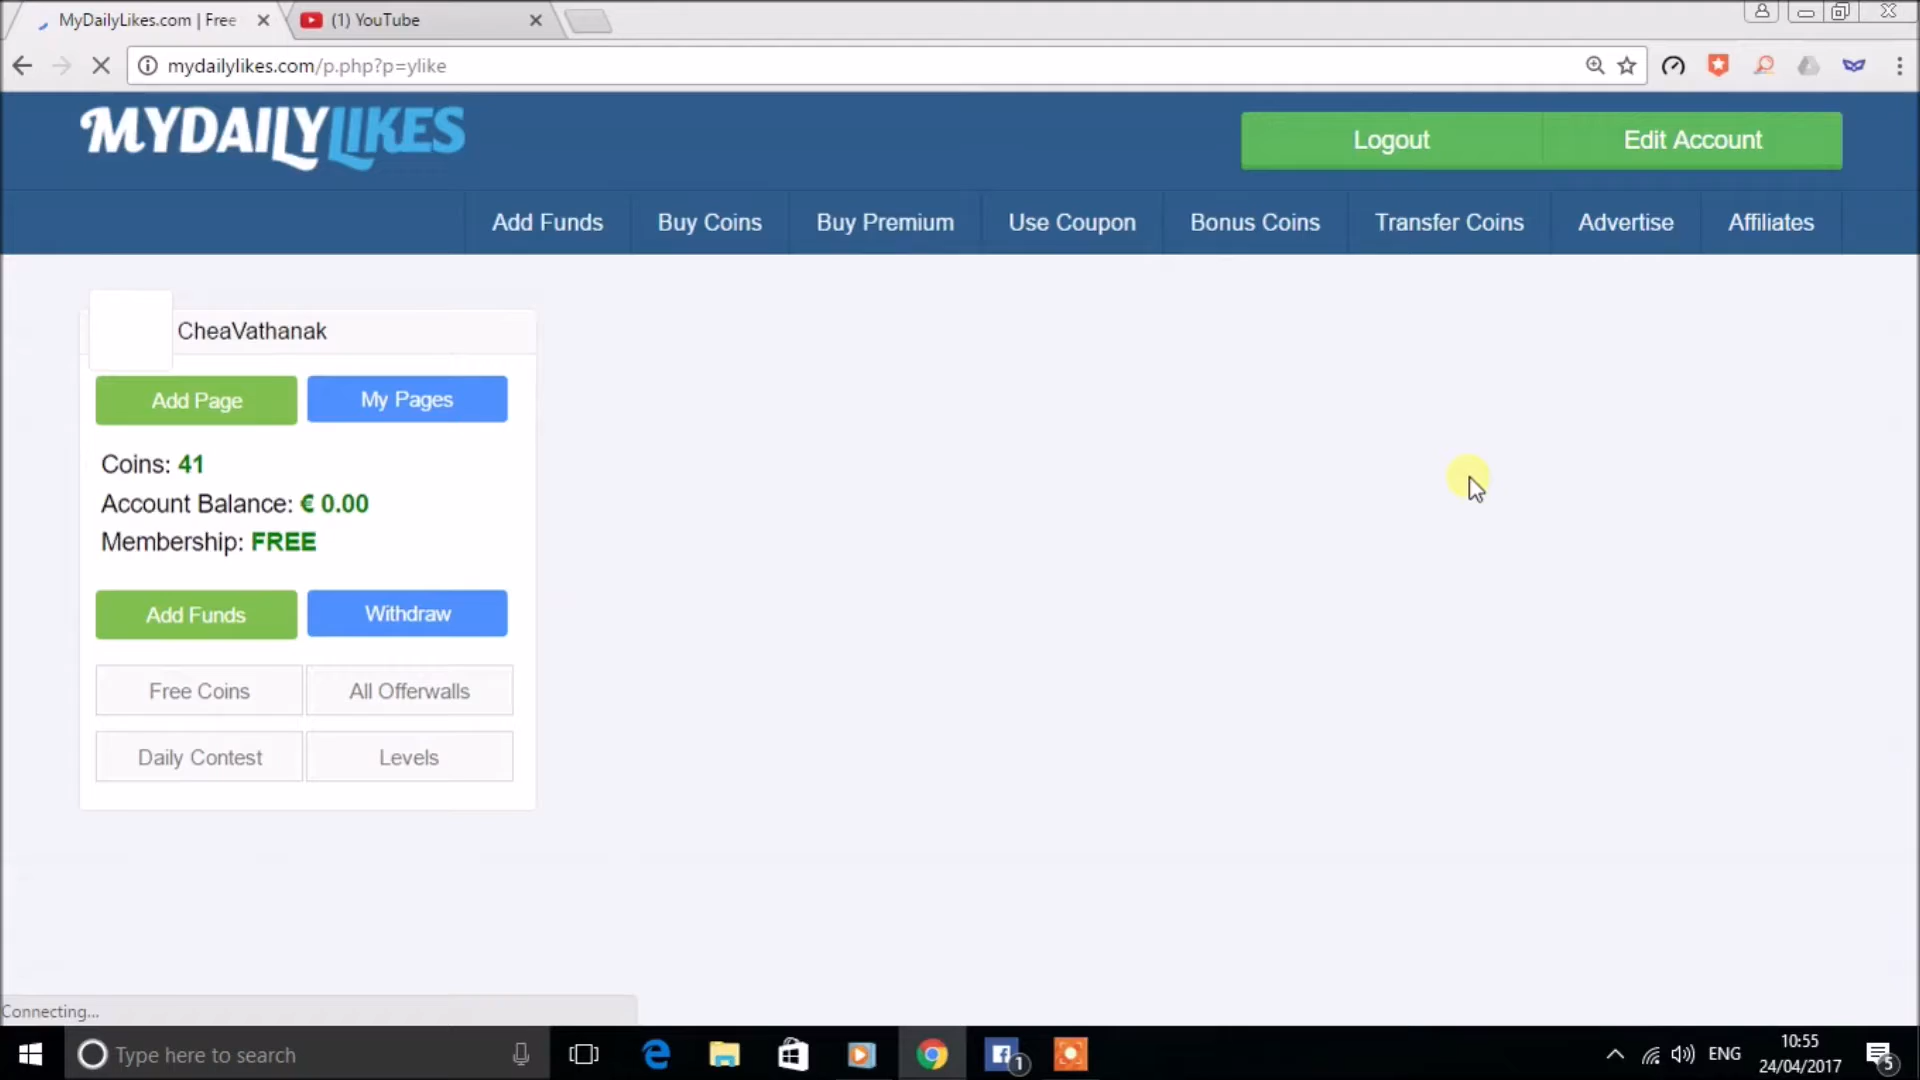 MyDailyLikes.com | Free
(1) YouTube
mydailylikes.com/p.php?p=ylike
MYDAILYLIKES
Logout
Edit Account
Add Funds
Buy Coins
Buy Premium
Use Coupon
Bonus Coins
Transfer Coins
Advertise
Affiliates
CheaVathanak
Add Page
My Pages
Coins: 41
Account Balance: € 0.00
Membership: FREE
Add Funds
Withdraw
Free Coins
All Offerwalls
Daily Contest
Levels
Connecting...
Type here to search
1
ENG
10:55
24/04/2017
5